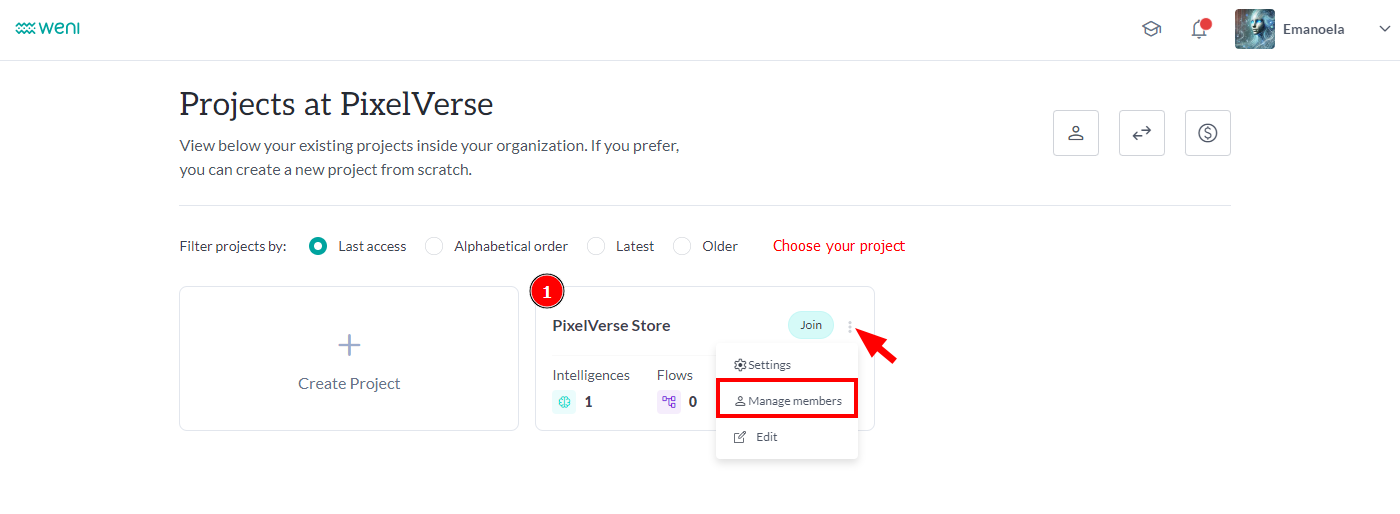 weni
Emanoela
Projects at PixelVerse
View below your existing projects inside your organization. If you prefer,
you can create a new project from scratch.
Filter projects by: Last access Alphabetical order Latest Older Choose your project
1
PixelVerse Store Join
Settings
Intelligences Flows
Create Project
1 0 Manage members
Edit